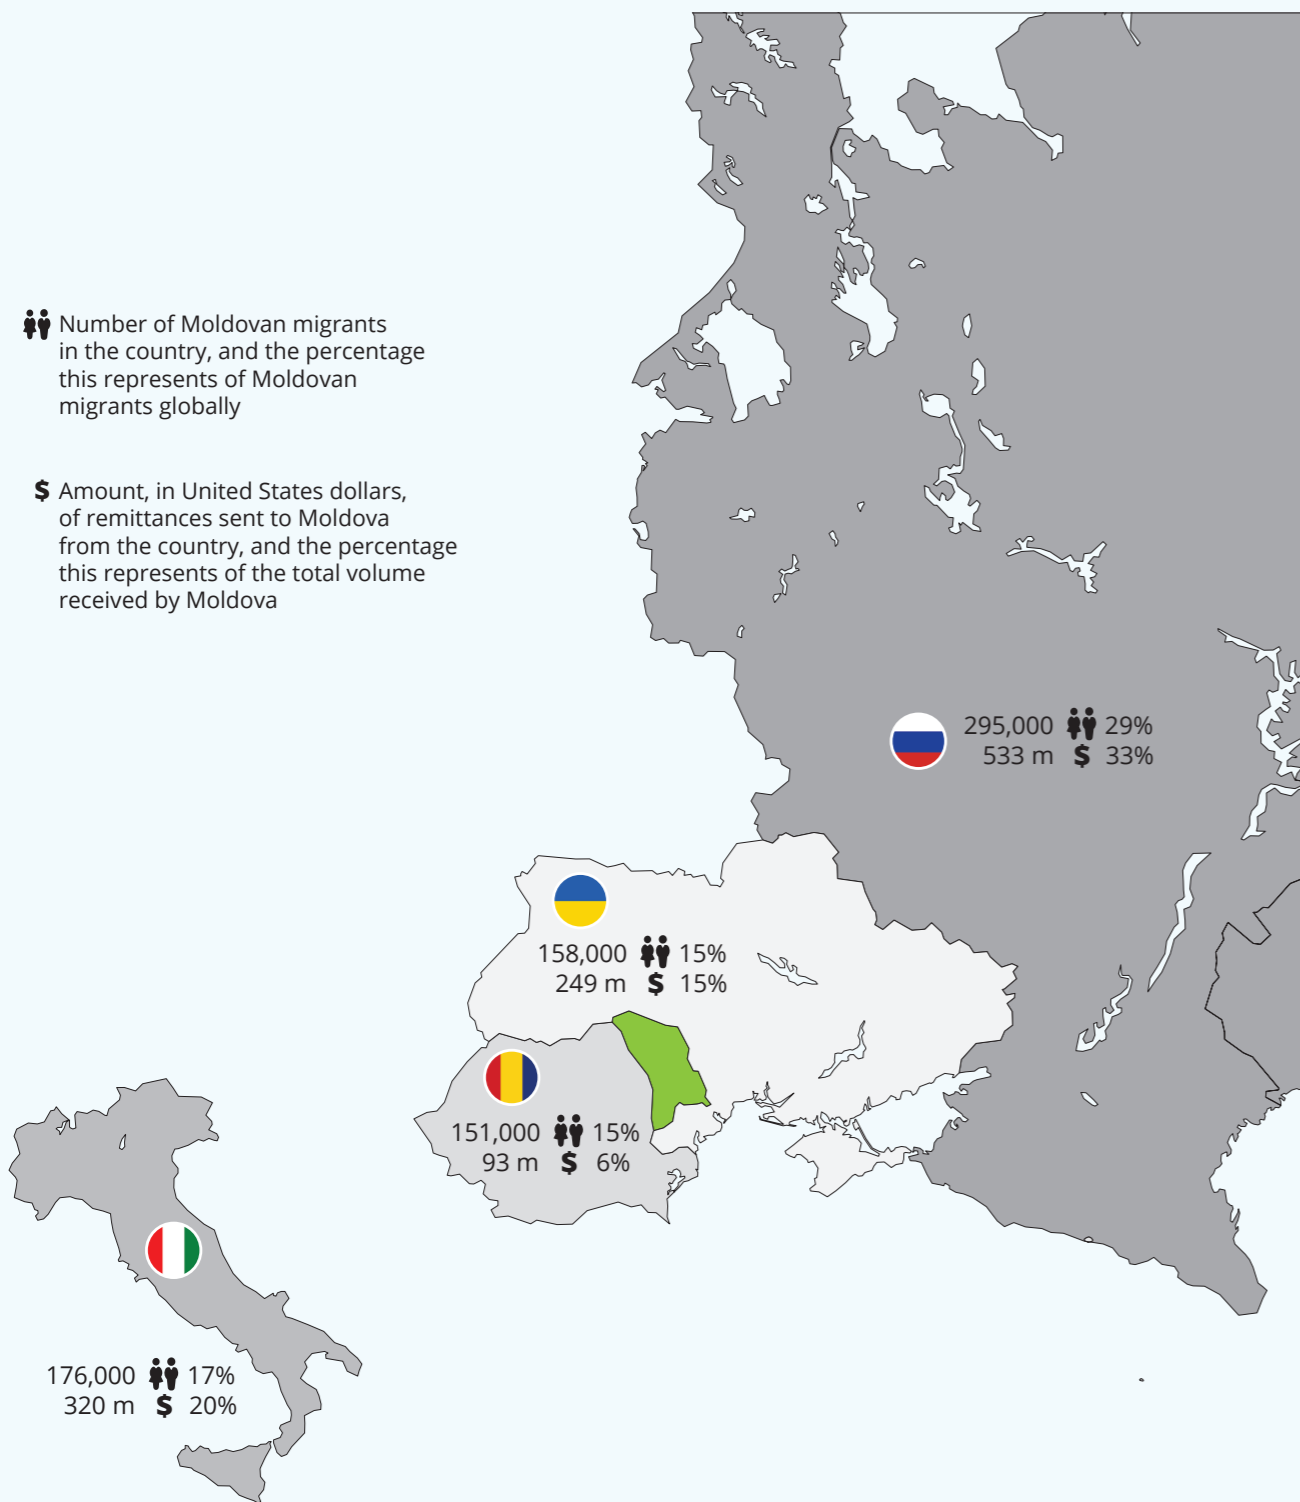 Number of Moldovan migrants
in the country, and the percentage
this represents of Moldovan
migrants globally
$ Amount, in United States dollars,
of remittances sent to Moldova
from the country, and the percentage
this represents of the total volume
received by Moldova
295,000 29%
533 m $ 33%
158,000 15%
249 m $ 15%
151,000 15%
93 m $ 6%
176,000 17%
320 m $ 20%